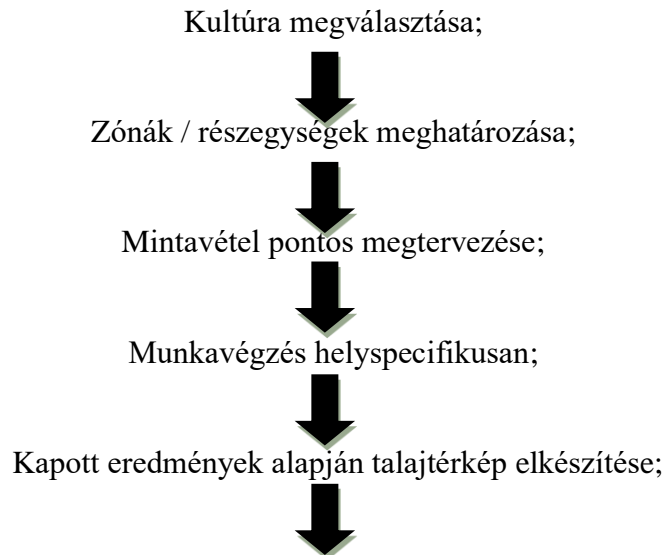 Kultúra megválasztása;
Zónák / részegységek meghatározása;
Mintavétel pontos megtervezése;
Munkavégzés helyspecifikusan;
Kapott eredmények alapján talajtérkép elkészítése;